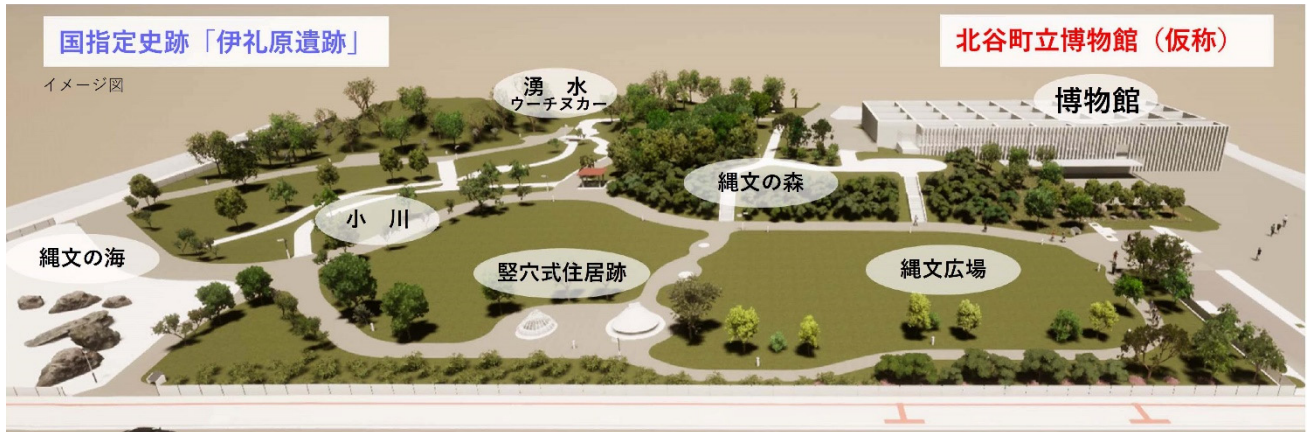 国指定史跡「伊礼原遺跡」
北谷町立博物館（仮称）
イメージ図
湧　水
ウーチヌカー
博物館
縄文の森
小　川
縄文の海
竪穴式住居跡
縄文広場